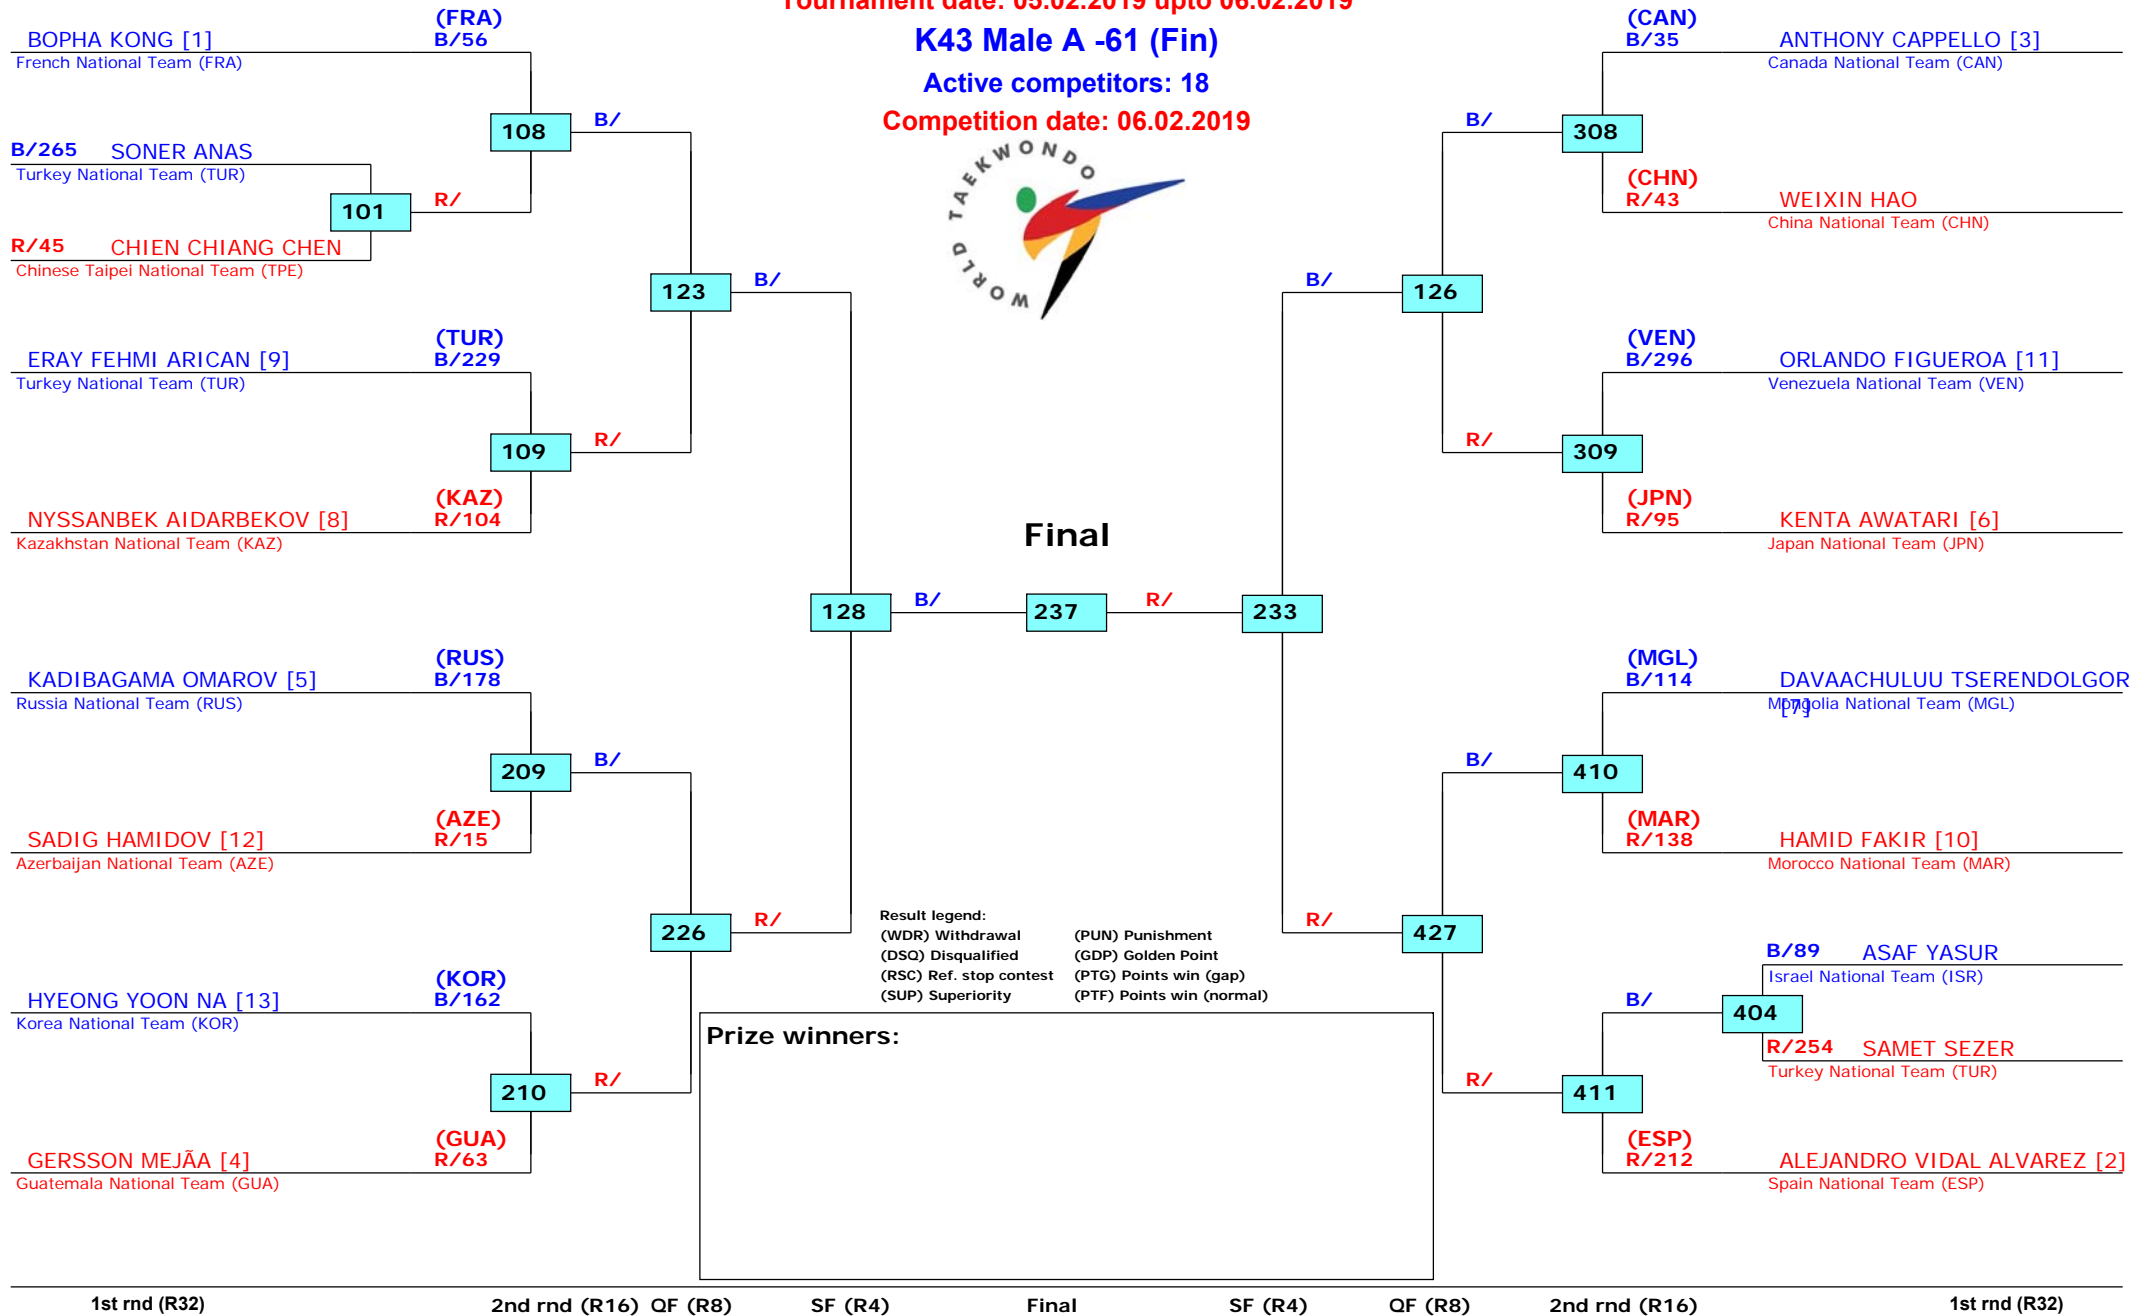 Tournament date: 05.02.2019 upto 06.02.2019
K43 Male A -61 (Fin)
Active competitors: 18
Competition date: 06.02.2019
WORLD TAEKWONDO
BOPHA KONG [1]
(FRA)
B/56
French National Team (FRA)
108
B/
B/265 SONER ANAS
Turkey National Team (TUR)
101
R/
R/45 CHIEN CHIANG CHEN
Chinese Taipei National Team (TPE)
123
B/
ERAY FEHMI ARICAN [9]
(TUR)
B/229
Turkey National Team (TUR)
109
R/
NYSSANBEK AIDARBEKOV [8]
(KAZ)
R/104
Kazakhstan National Team (KAZ)
128
B/
KADIBAGAMA OMAROV [5]
(RUS)
B/178
Russia National Team (RUS)
209
B/
SADIG HAMIDOV [12]
(AZE)
R/15
Azerbaijan National Team (AZE)
226
R/
HYEONG YOON NA [13]
(KOR)
B/162
Korea National Team (KOR)
210
R/
GERSSON MEJÃA [4]
(GUA)
R/63
Guatemala National Team (GUA)
Final
237
R/
233
(CAN)
B/35
ANTHONY CAPPELLO [3]
Canada National Team (CAN)
B/
308
(CHN)
R/43
WEIXIN HAO
China National Team (CHN)
B/
126
(VEN)
B/296
ORLANDO FIGUEROA [11]
Venezuela National Team (VEN)
R/
309
(JPN)
R/95
KENTA AWATARI [6]
Japan National Team (JPN)
(MGL)
B/114
DAVAACHULUU TSERENDOLGOR
[7]
Mongolia National Team (MGL)
B/
410
(MAR)
R/138
HAMID FAKIR [10]
Morocco National Team (MAR)
R/
427
B/89 ASAF YASUR
Israel National Team (ISR)
B/
404
R/254 SAMET SEZER
Turkey National Team (TUR)
R/
411
(ESP)
R/212
ALEJANDRO VIDAL ALVAREZ [2]
Spain National Team (ESP)
Result legend:
(WDR) Withdrawal (PUN) Punishment
(DSQ) Disqualified (GDP) Golden Point
(RSC) Ref. stop contest (PTG) Points win (gap)
(SUP) Superiority (PTF) Points win (normal)
Prize winners:
1st rnd (R32) 2nd rnd (R16) QF (R8) SF (R4) Final SF (R4) QF (R8) 2nd rnd (R16) 1st rnd (R32)